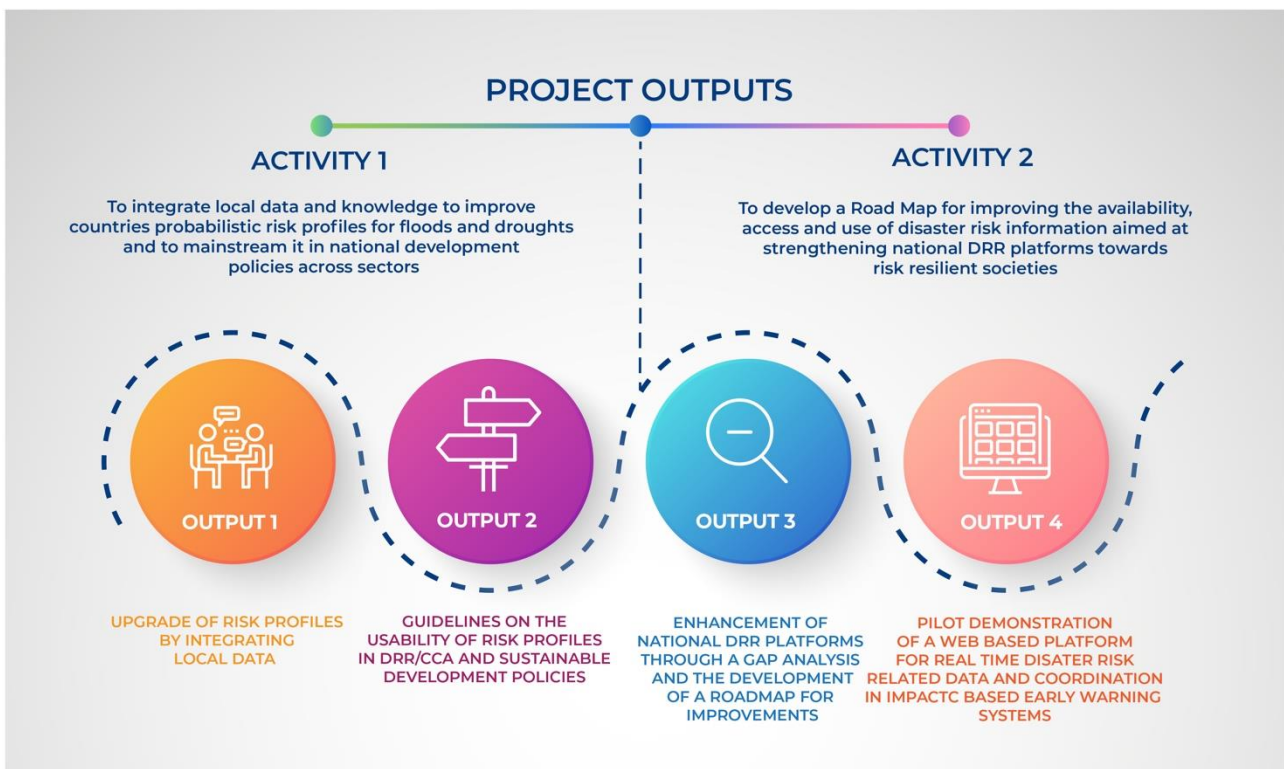 PROJECT OUTPUTS
ACTIVITY 1
To integrate local data and knowledge to improve
countries probabilistic risk profiles for floods and droughts
and to mainstream it in national development
policies across sectors
ACTIVITY 2
To develop a Road Map for improving the availability,
access and use of disaster risk information aimed at
strengthening national DRR platforms towards
risk resilient societies
OUTPUT 1
UPGRADE OF RISK PROFILES
BY INTEGRATING
LOCAL DATA
OUTPUT 2
GUIDELINES ON THE
USABILITY OF RISK PROFILES
IN DRR/CCA AND SUSTAINABLE
DEVELOPMENT POLICIES
OUTPUT 3
ENHANCEMENT OF
NATIONAL DRR PLATFORMS
THROUGH A GAP ANALYSIS
AND THE DEVELOPMENT
OF A ROADMAP FOR
IMPROVEMENTS
OUTPUT 4
PILOT DEMONSTRATION
OF A WEB BASED PLATFORM
FOR REAL TIME DISATER RISK
RELATED DATA AND COORDINATION
IN IMPACTC BASED EARLY WARNING
SYSTEMS